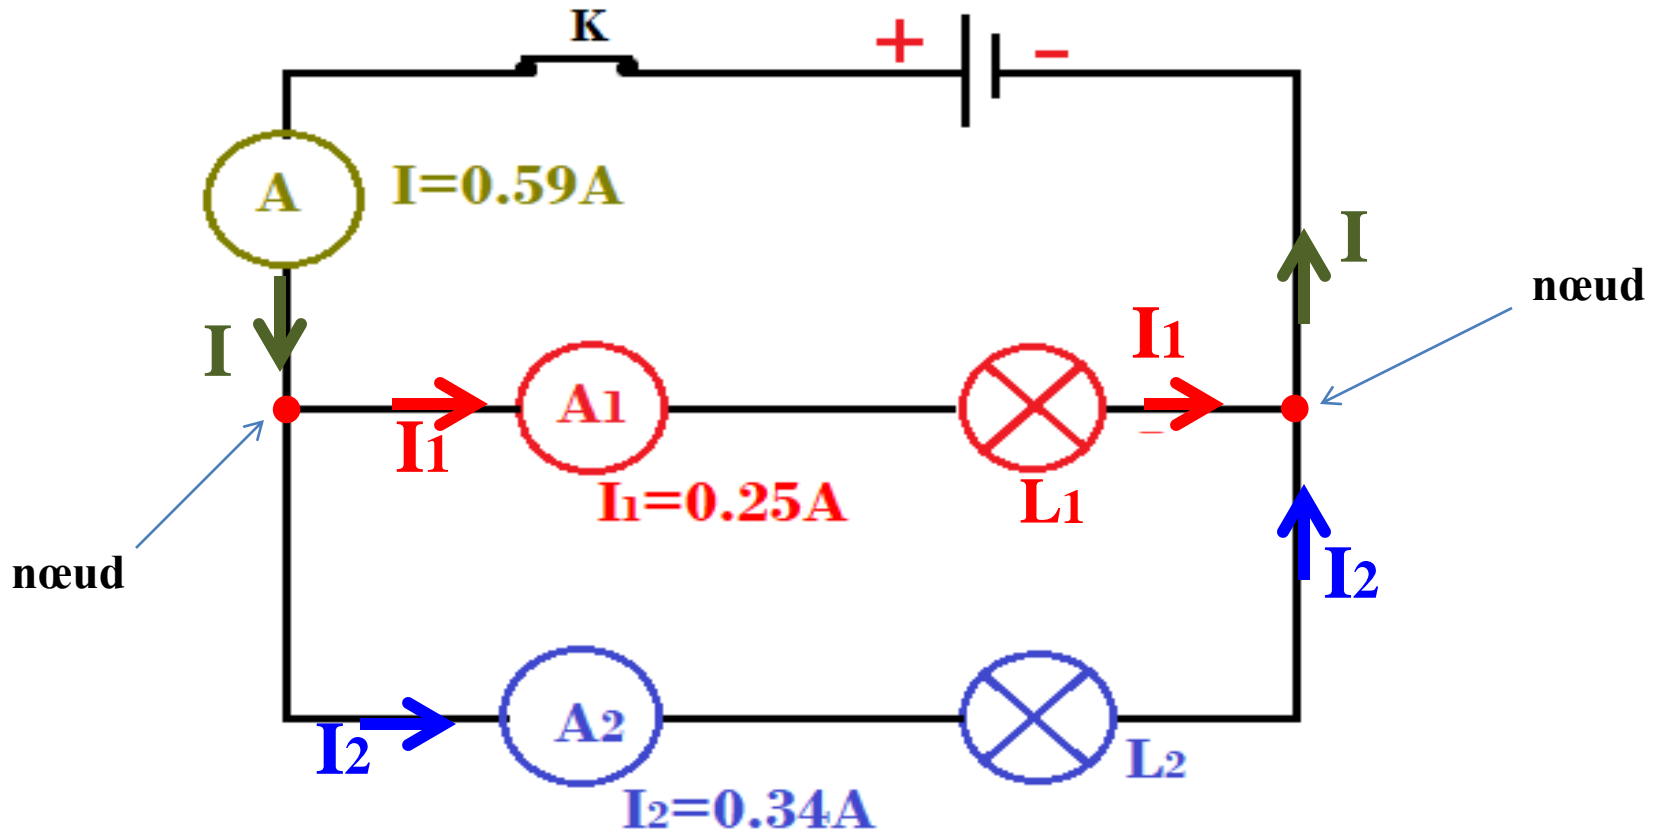 K
+
–
A
I=0.59A
I
nœud
I
I1
A1
I1
I1=0.25A
L1
nœud
I2
I2
A2
L2
I2=0.34A